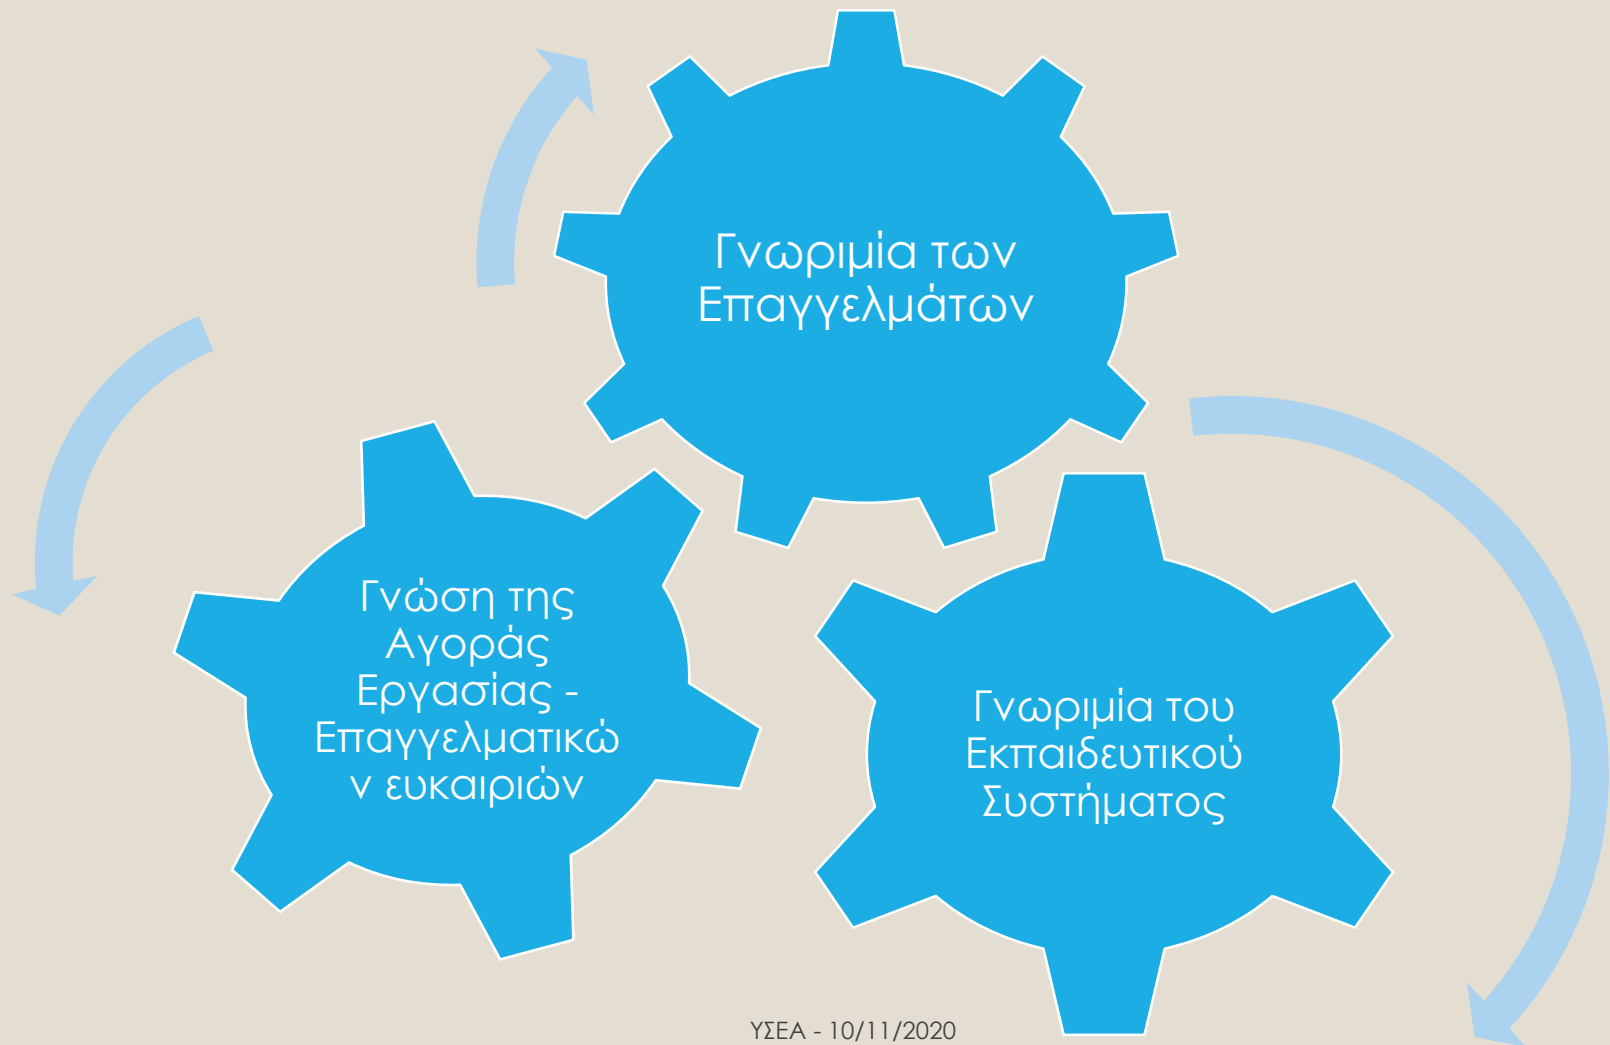 Γνωριμία των
Επαγγελμάτων
Γνώση της
Αγοράς
Εργασίας -
Επαγγελματικώ
ν ευκαιριών
Γνωριμία του
Εκπαιδευτικού
Συστήματος
ΥΣΕΑ - 10/11/2020